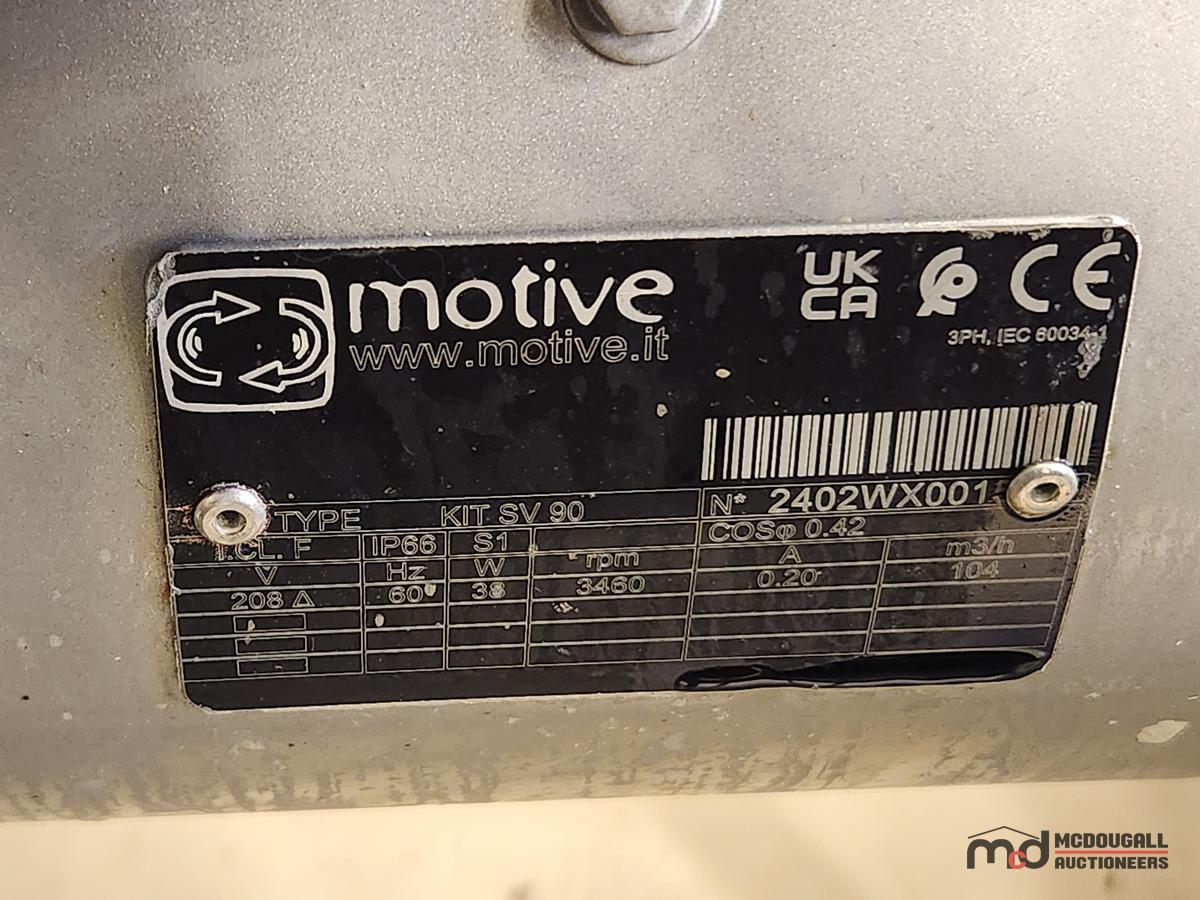 motive
www.motive.it
UK
CA
CE
3PH, IEC 60034-1
TYPE KIT SV 90 N° 2402WX001
I.CL. F IP66 S1 COSφ 0.42
V Hz W rpm A m3/h
208 Δ 60 38 3460 0.20 104
mcd MCDOUGALL
AUCTIONEERS